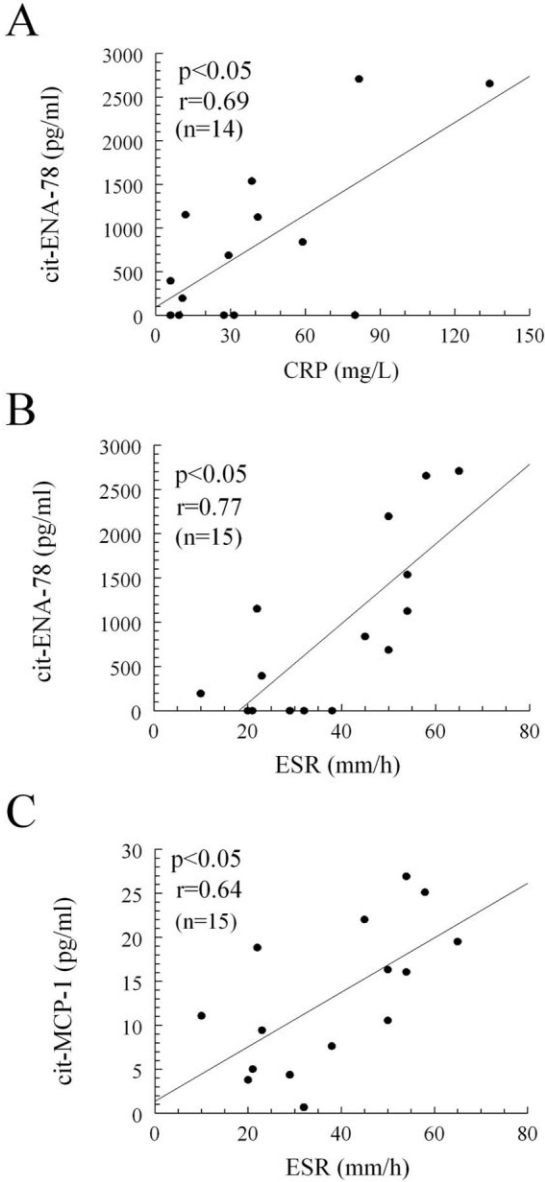 A
cit-ENA-78 (pg/ml)
3000
2500
2000
1500
1000
500
0
p<0.05
r=0.69
(n=14)
0 30 60 90 120 150
CRP (mg/L)
B
cit-ENA-78 (pg/ml)
3000
2500
2000
1500
1000
500
0
p<0.05
r=0.77
(n=15)
0 20 40 60 80
ESR (mm/h)
C
cit-MCP-1 (pg/ml)
30
25
20
15
10
5
0
p<0.05
r=0.64
(n=15)
0 20 40 60 80
ESR (mm/h)